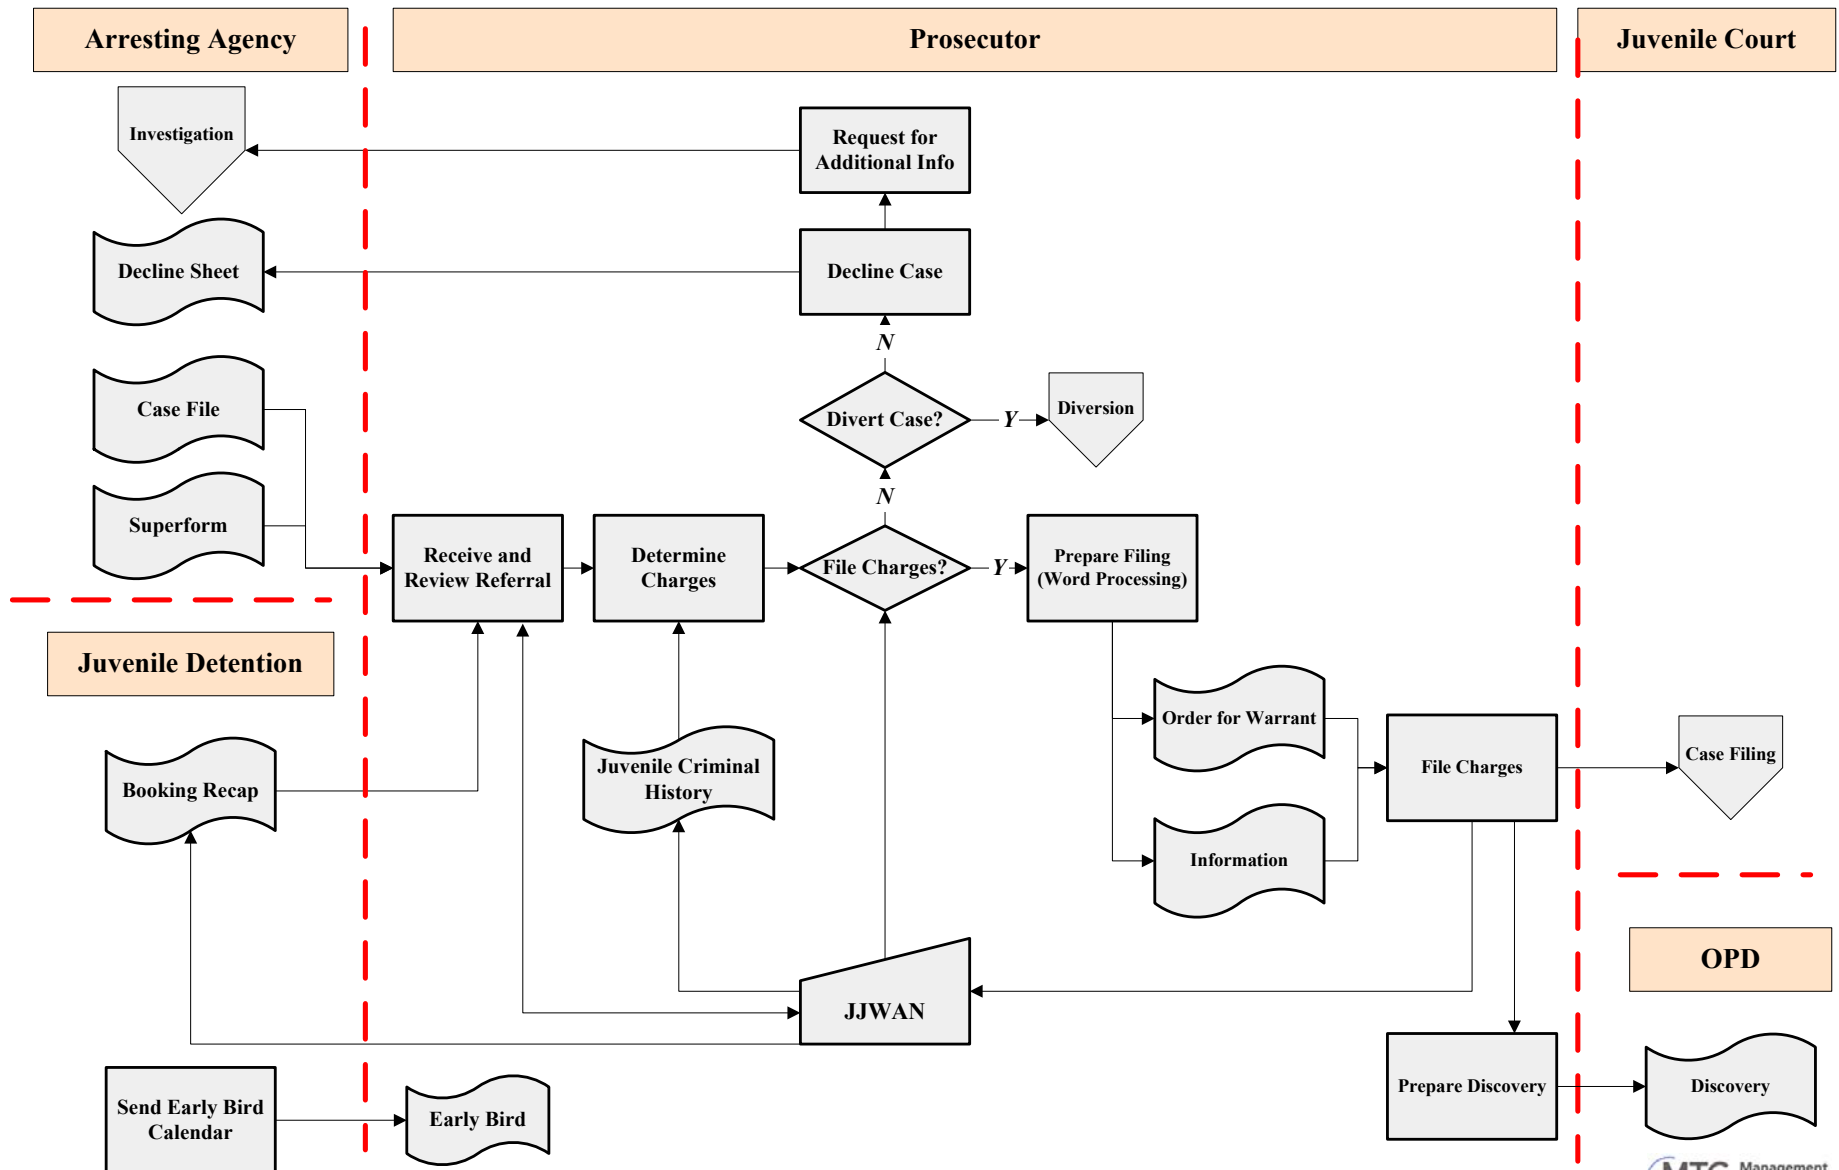 Arresting Agency
Prosecutor
Juvenile Court
Investigation
Request for
Additional Info
Decline Sheet
Decline Case
N
Case File
Divert Case?
Y
Diversion
N
Superform
Receive and
Review Referral
Determine
Charges
File Charges?
Y
Prepare Filing
(Word Processing)
Juvenile Detention
Order for Warrant
Booking Recap
Juvenile Criminal
History
File Charges
Case Filing
Information
OPD
JJWAN
Prepare Discovery
Discovery
Send Early Bird
Calendar
Early Bird
MTG Management